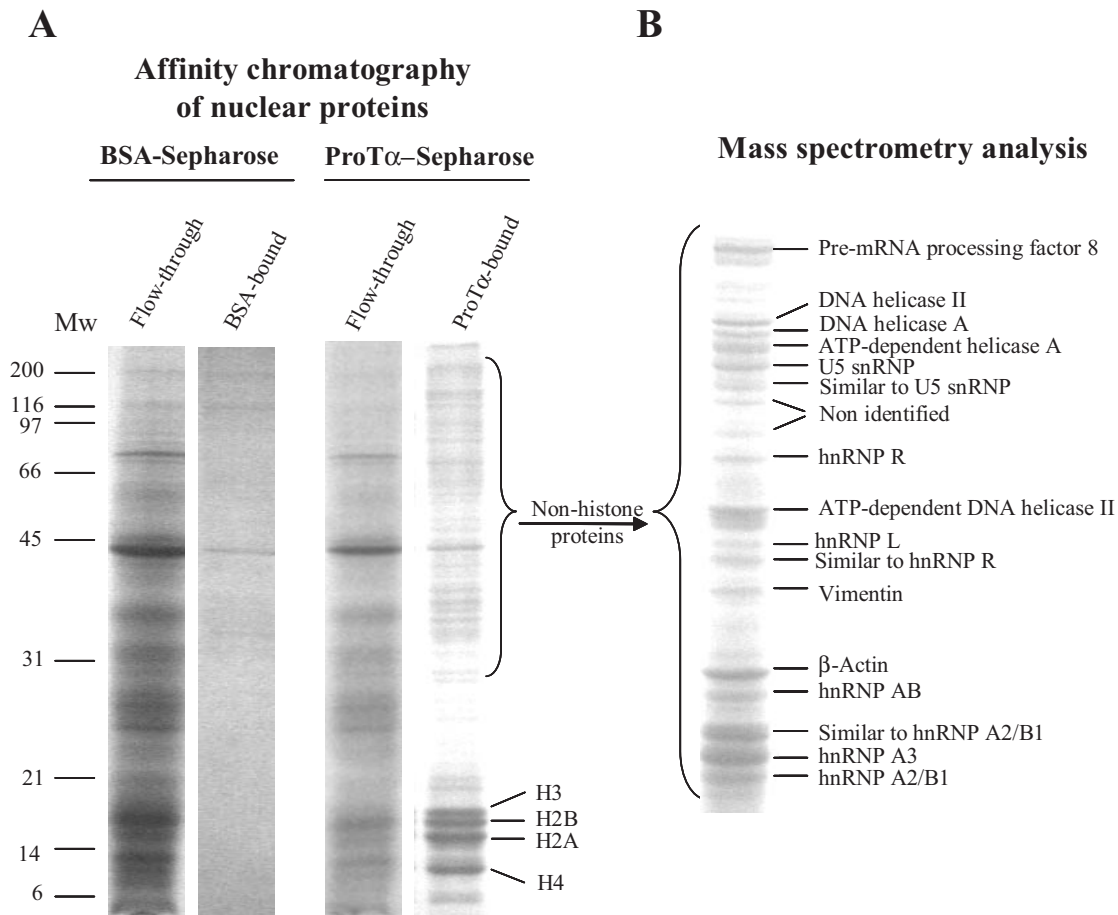 A
Affinity chromatography
of nuclear proteins
BSA-Sepharose
ProTα–Sepharose
Flow-through
BSA-bound
Flow-through
ProTα-bound
Mw
200
116
97
66
45
31
21
14
6
Non-histone
proteins
H3
H2B
H2A
H4
B
Mass spectrometry analysis
Pre-mRNA processing factor 8
DNA helicase II
DNA helicase A
ATP-dependent helicase A
U5 snRNP
Similar to U5 snRNP
Non identified
hnRNP R
ATP-dependent DNA helicase II
hnRNP L
Similar to hnRNP R
Vimentin
β-Actin
hnRNP AB
Similar to hnRNP A2/B1
hnRNP A3
hnRNP A2/B1